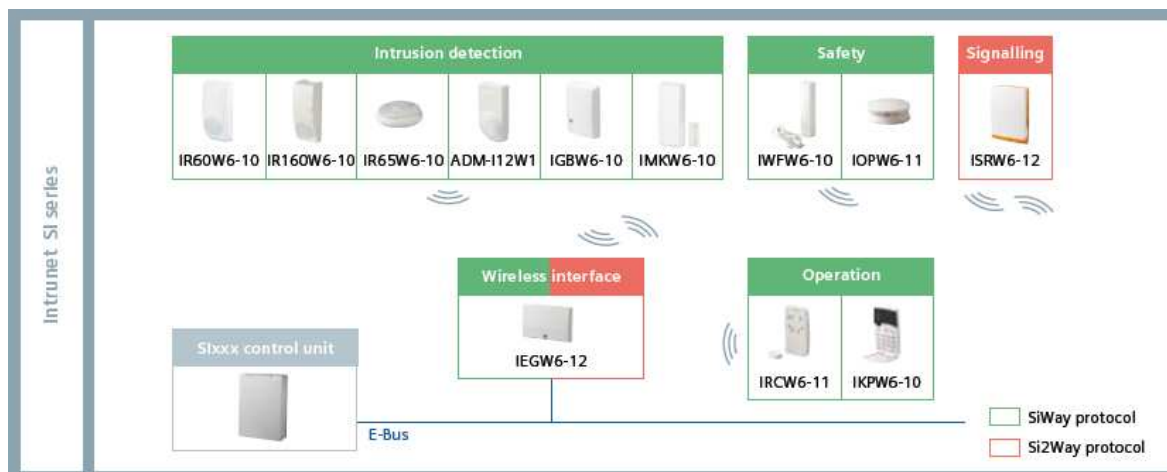 Intrunet SI series
Intrusion detection
Safety
Signalling
IR60W6-10 IR160W6-10 IR65W6-10 ADM-I12W1 IGBW6-10 IMKW6-10
IWFW6-10 IOPW6-11
ISRW6-12
Wireless interface
Operation
SIxxx control unit
IEGW6-12
IRCW6-11 IKPW6-10
E-Bus
SiWay protocol
Si2Way protocol